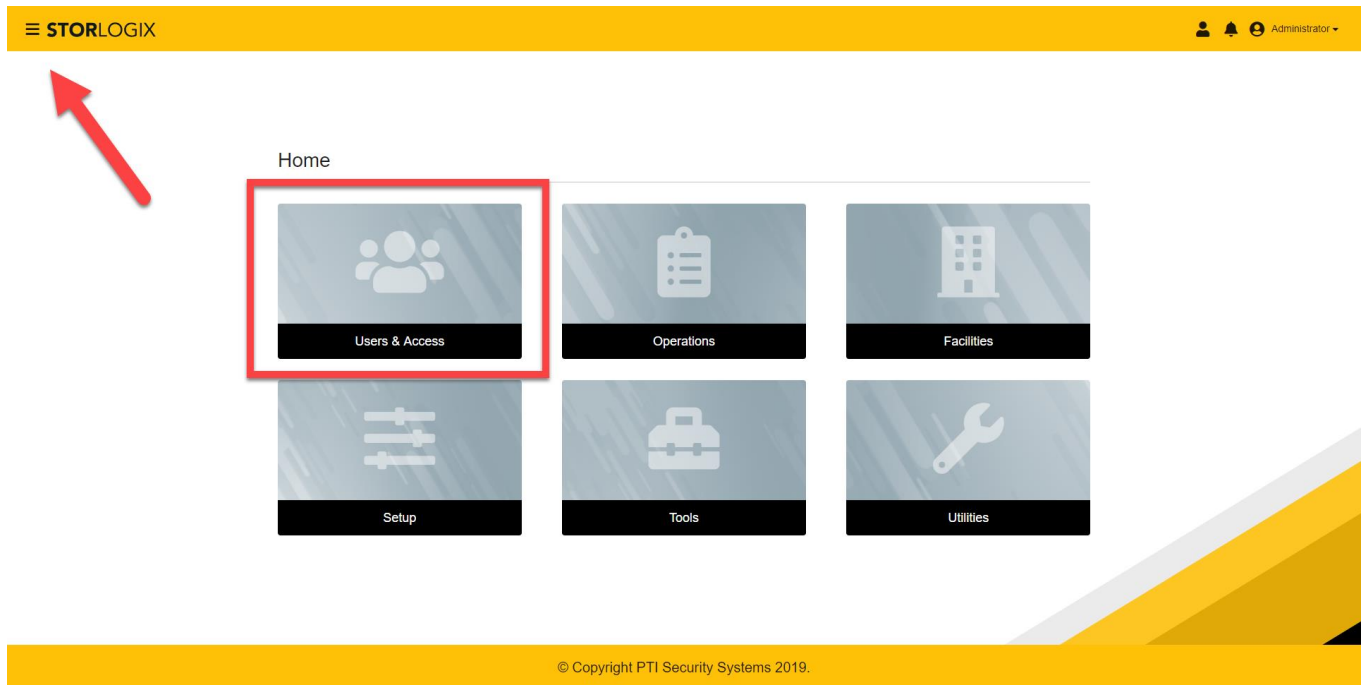 STORLOGIX
Administrator
Home
Users & Access
Operations
Facilities
Setup
Tools
Utilities
© Copyright PTI Security Systems 2019.